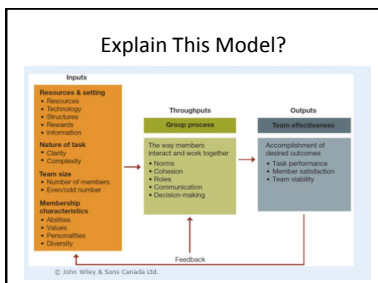 Explain This Model?
Inputs
Resources & setting
• Resources
• Technology
• Structures
• Rewards
• Information
Nature of task
• Clarity
• Complexity
Team size
• Number of members
• Even/odd number
Membership
characteristics
• Abilities
• Values
• Personalities
• Diversity
Throughputs
Group process
The way members
interact and work together
• Norms
• Cohesion
• Roles
• Communication
• Decision-making
Outputs
Team effectiveness
Accomplishment of
desired outcomes
• Task performance
• Member satisfaction
• Team viability
Feedback
© John Wiley & Sons Canada Ltd.